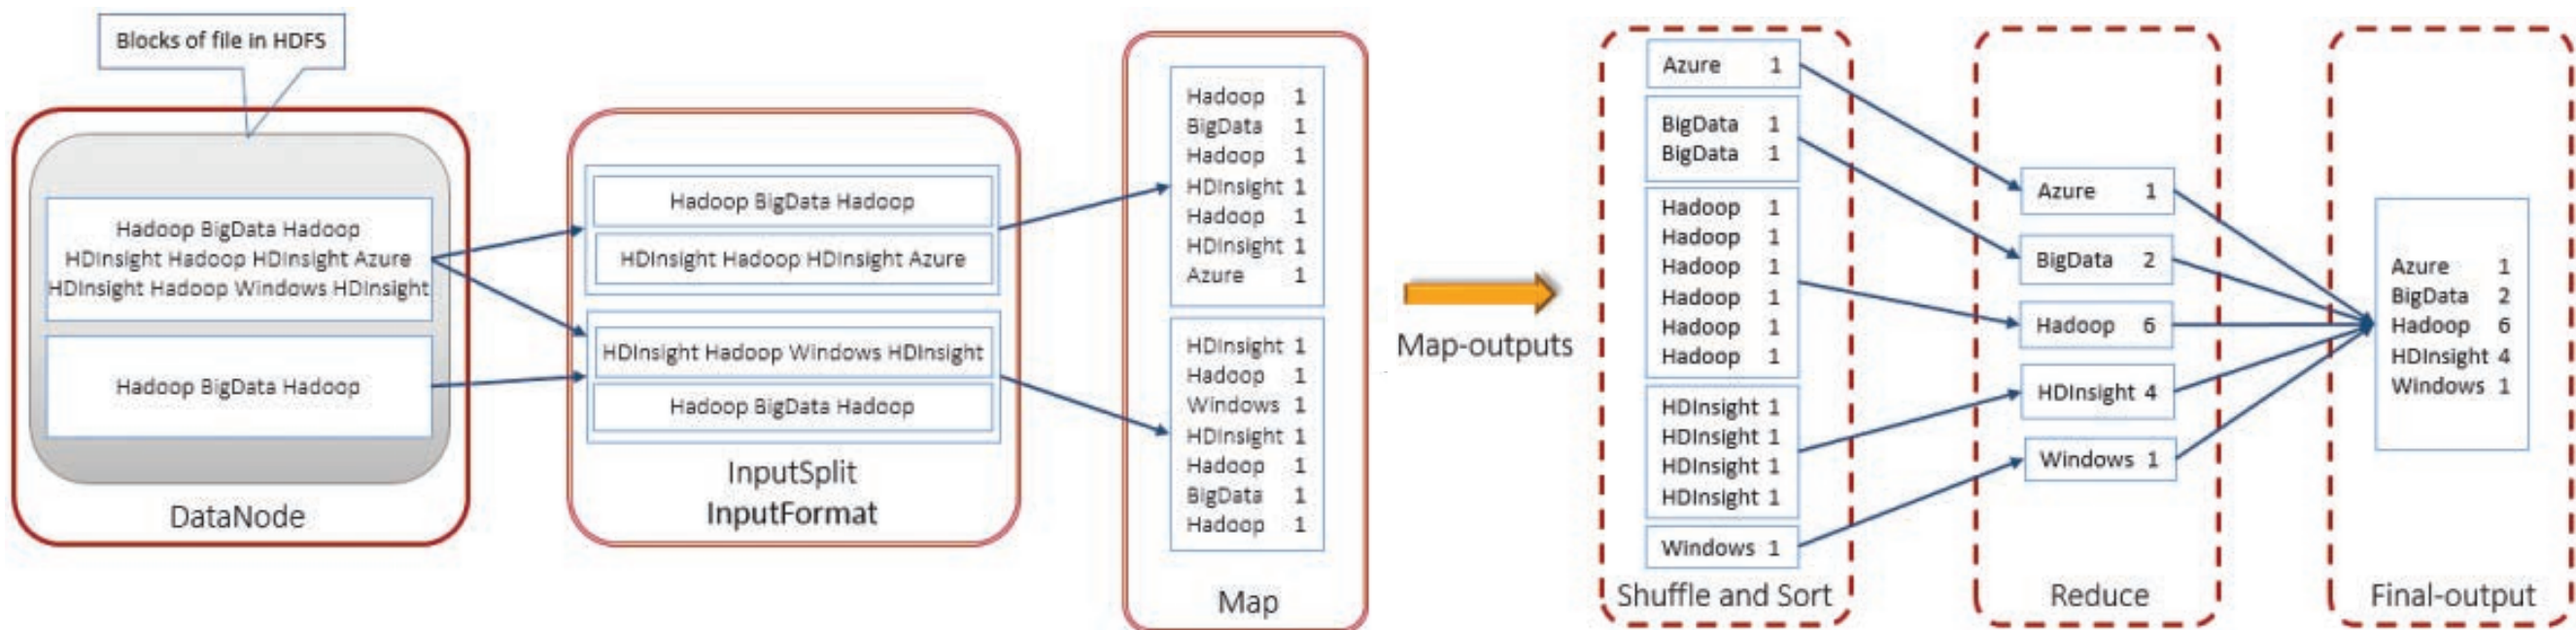 Blocks of file in HDFS
Hadoop BigData Hadoop
HDInsight Hadoop HDInsight Azure
HDInsight Hadoop Windows HDInsight
Hadoop BigData Hadoop
DataNode
Hadoop BigData Hadoop
HDInsight Hadoop HDInsight Azure
HDInsight Hadoop Windows HDInsight
Hadoop BigData Hadoop
InputSplit
InputFormat
Hadoop 1
BigData 1
Hadoop 1
HDInsight 1
Hadoop 1
HDInsight 1
Azure 1
HDInsight 1
Hadoop 1
Windows 1
HDInsight 1
Hadoop 1
BigData 1
Hadoop 1
Map
Map-outputs
Azure 1
BigData 1
BigData 1
Hadoop 1
Hadoop 1
Hadoop 1
Hadoop 1
Hadoop 1
Hadoop 1
HDInsight 1
HDInsight 1
HDInsight 1
HDInsight 1
Windows 1
Shuffle and Sort
Azure 1
BigData 2
Hadoop 6
HDInsight 4
Windows 1
Reduce
Azure 1
BigData 2
Hadoop 6
HDInsight 4
Windows 1
Final-output